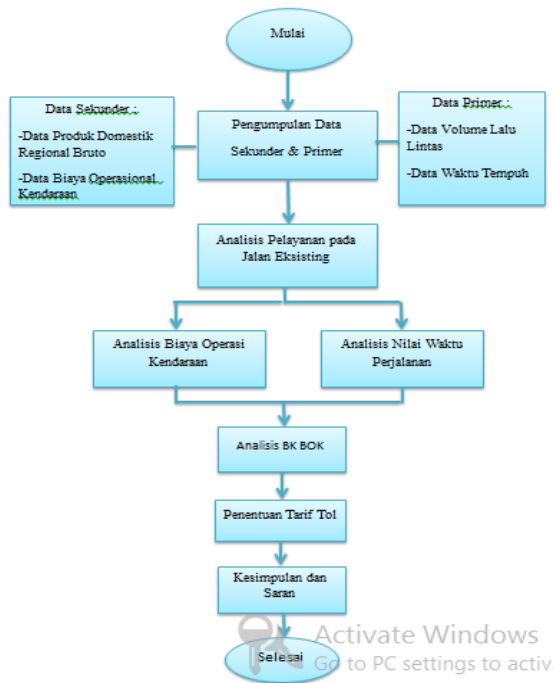 Mulai
Data Sekunder :
-Data Produk Domestik
Regional Bruto
-Data Biaya Operasional
Kendaraan
Pengumpulan Data
Sekunder & Primer
Data Primer :
-Data Volume Lalu
Lintas
-Data Waktu Tempuh
Analisis Pelayanan pada
Jalan Eksisting
Analisis Biaya Operasi
Kendaraan
Analisis Nilai Waktu
Perjalanan
Analisis BK BOK
Penentuan Tarif Tol
Kesimpulan dan
Saran
Selesai
Activate Windows
Go to PC settings to activ